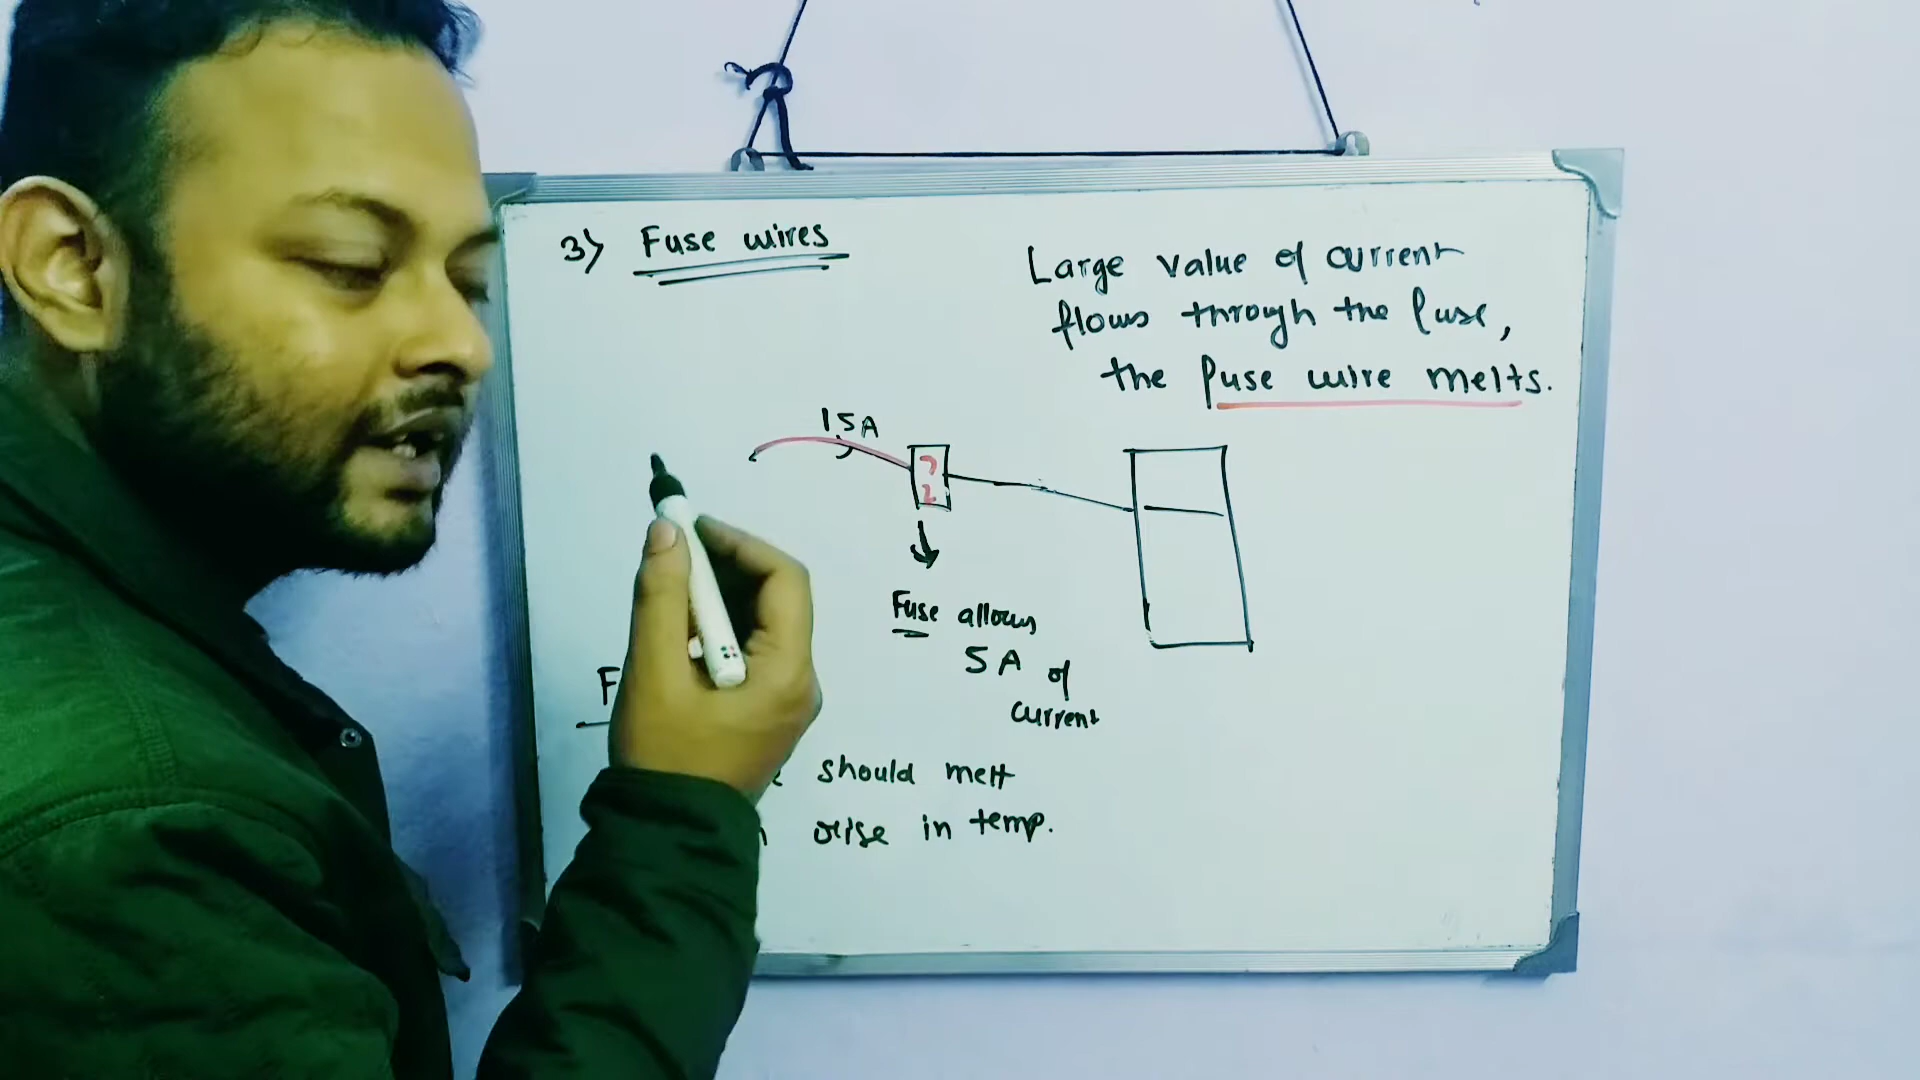 3) Fuse wires
Large value of current
flows through the fuse,
the fuse wire melts.
15A
Fuse allows
5A of
current
should melt
rise in temp.